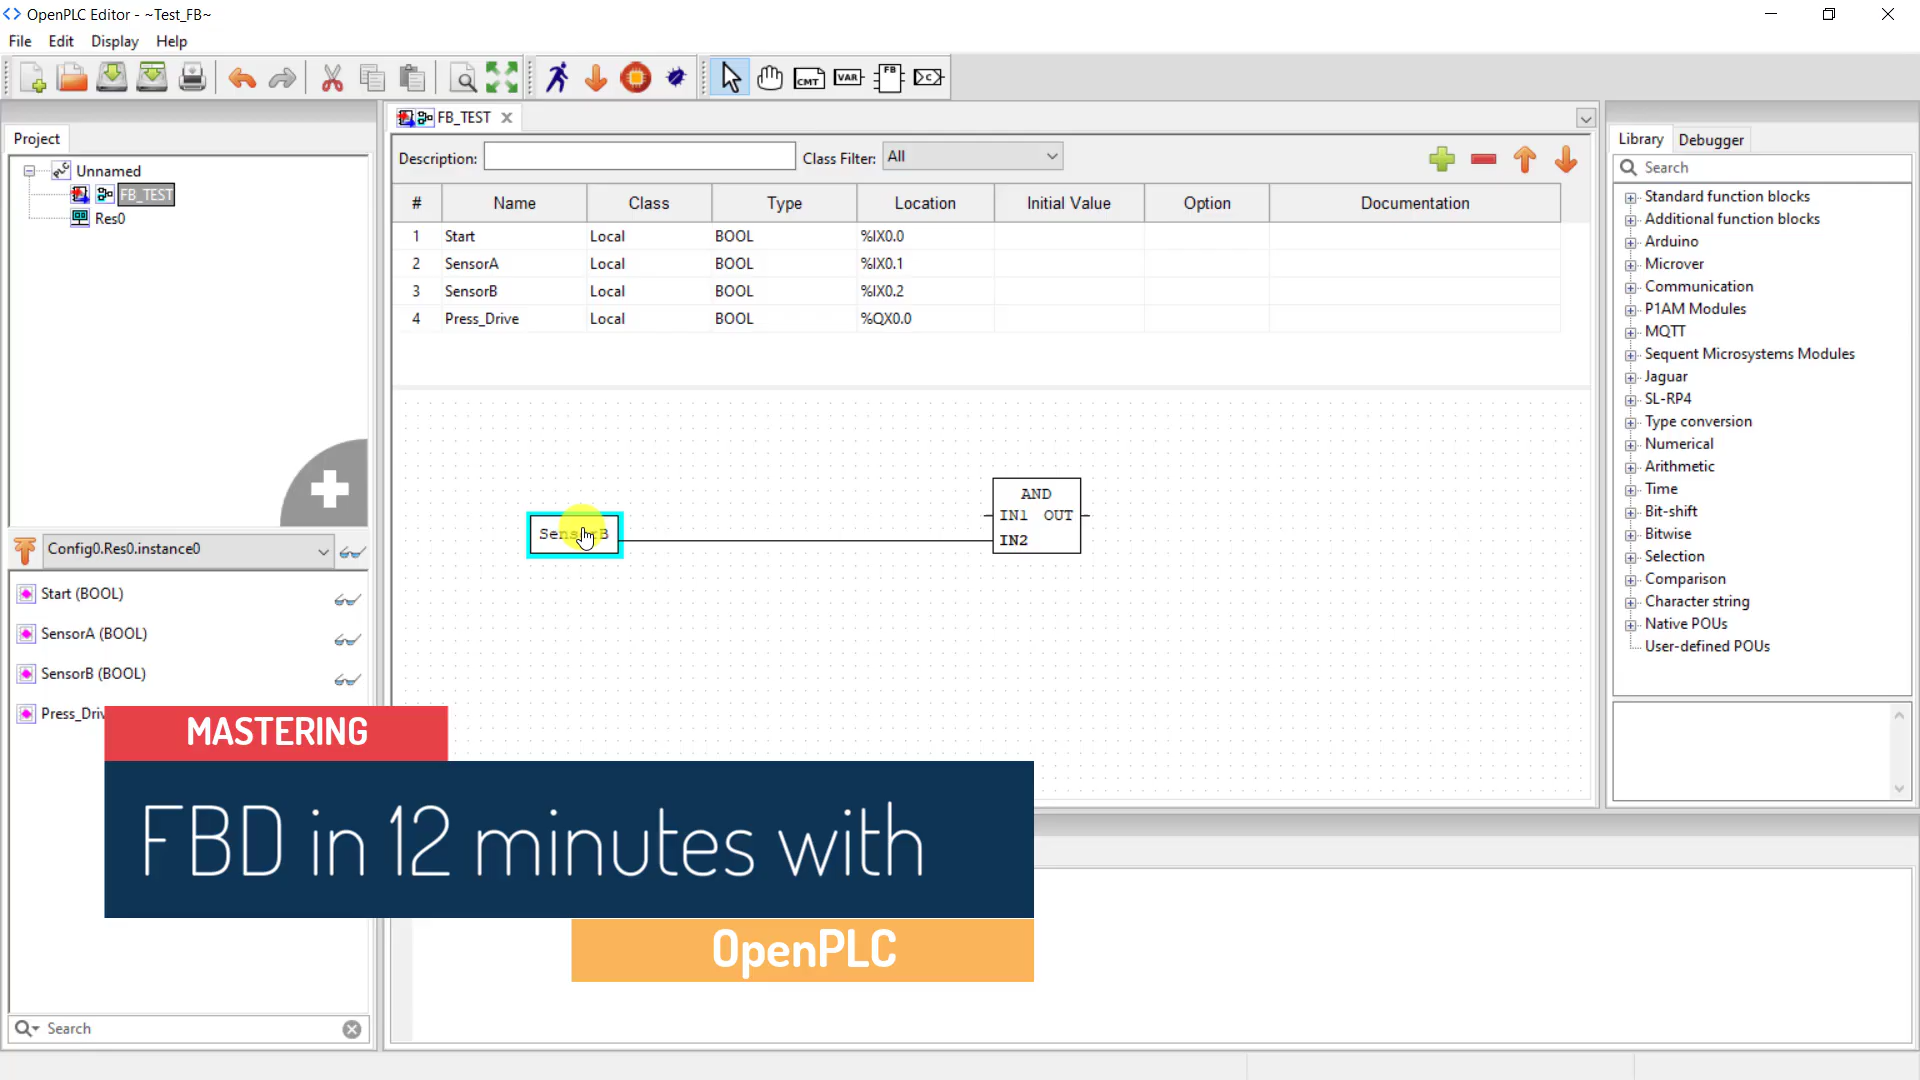 OpenPLC Editor - ~Test_FB~
File Edit Display Help
CMT VAR FB C
Project
Unnamed
FB_TEST
Res0
Config0.Res0.instance0
Start (BOOL)
SensorA (BOOL)
SensorB (BOOL)
Search
FB_TEST
Description: Class Filter: All
# Name Class Type Location Initial Value Option Documentation
1 Start Local BOOL %IX0.0
2 SensorA Local BOOL %IX0.1
3 SensorB Local BOOL %IX0.2
4 Press_Drive Local BOOL %QX0.0
AND
IN1 OUT
IN2
MASTERING
FBD in 12 minutes with
OpenPLC
Library Debugger
Search
Standard function blocks
Additional function blocks
Arduino
Microver
Communication
P1AM Modules
MQTT
Sequent Microsystems Modules
Jaguar
SL-RP4
Type conversion
Numerical
Arithmetic
Time
Bit-shift
Bitwise
Selection
Comparison
Character string
Native POUs
User-defined POUs